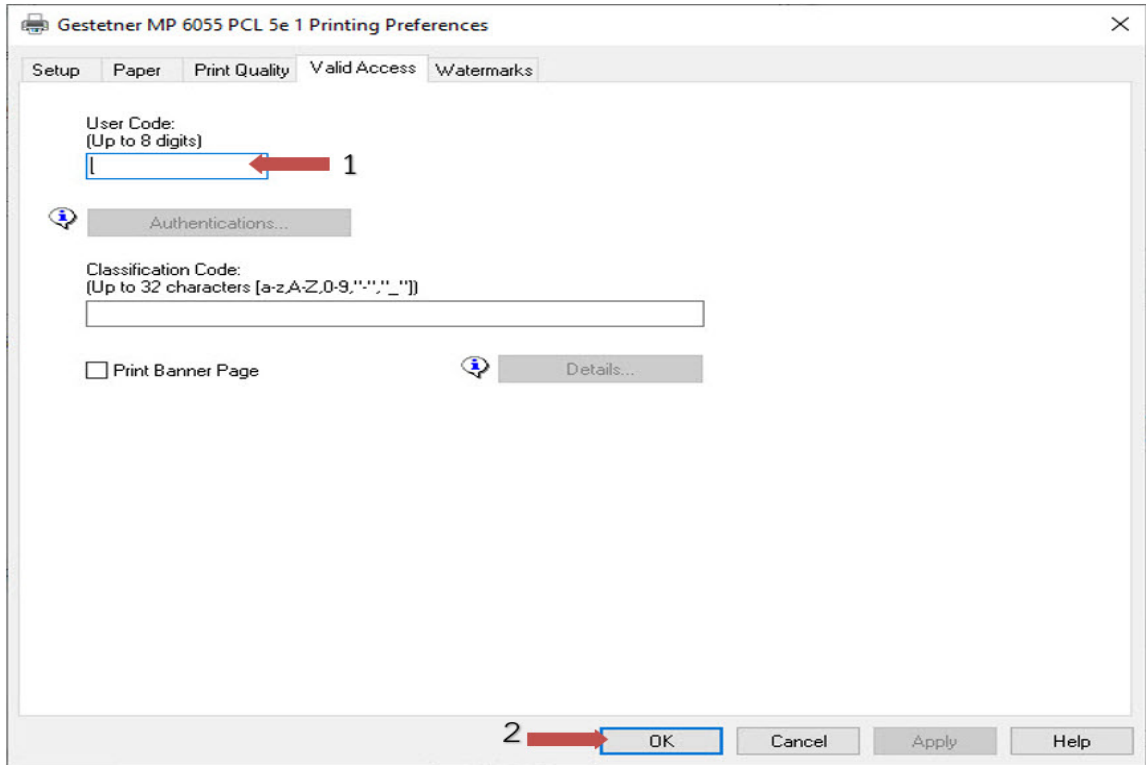 Gestetner MP 6055 PCL 5e 1 Printing Preferences
Setup Paper Print Quality Valid Access Watermarks
User Code:
(Up to 8 digits)
1
Authentications...
Classification Code:
(Up to 32 characters [a-z,A-Z,0-9,"-","_"])
Print Banner Page Details...
2 OK Cancel Apply Help